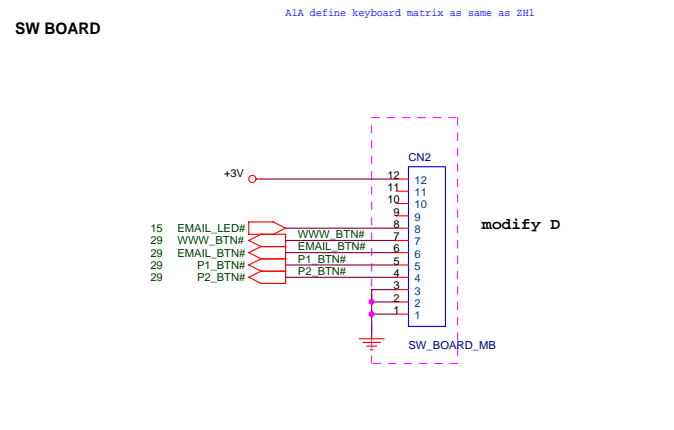 A1A define keyboard matrix as same as ZH1
SW BOARD
CN2
+3V
12 12
11 11
10 10
9 9
15 EMAIL_LED# 8 8
29 WWW_BTN# WWW_BTN# 7 7
29 EMAIL_BTN# EMAIL_BTN# 6 6
29 P1_BTN# P1_BTN# 5 5
29 P2_BTN# P2_BTN# 4 4
3 3
2 2
1 1
modify D
SW_BOARD_MB